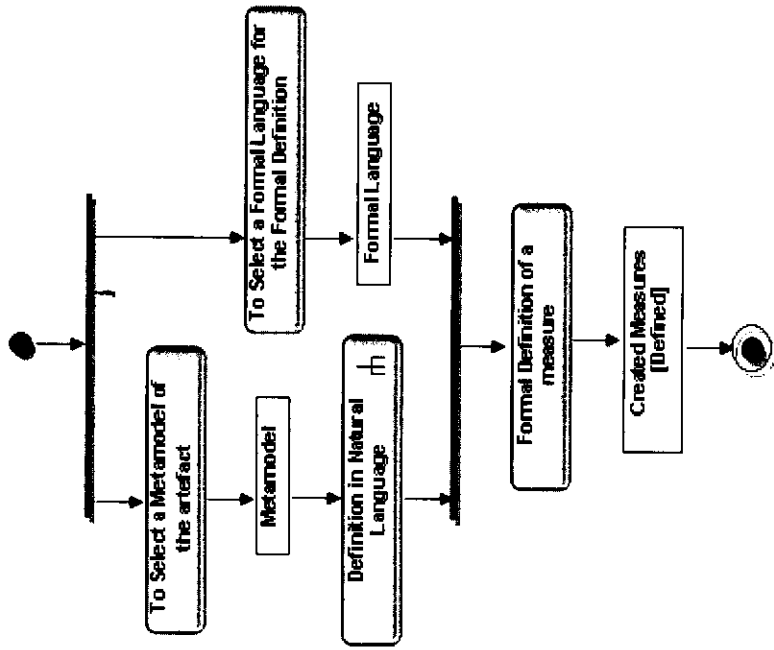 To Select a Metamodel of
the artefact
Metamodel
Definition in Natural
Language
To Select a Formal Language for
the Formal Definition
Formal Language
Formal Definition of a
measure
Created Measures
[Defined]